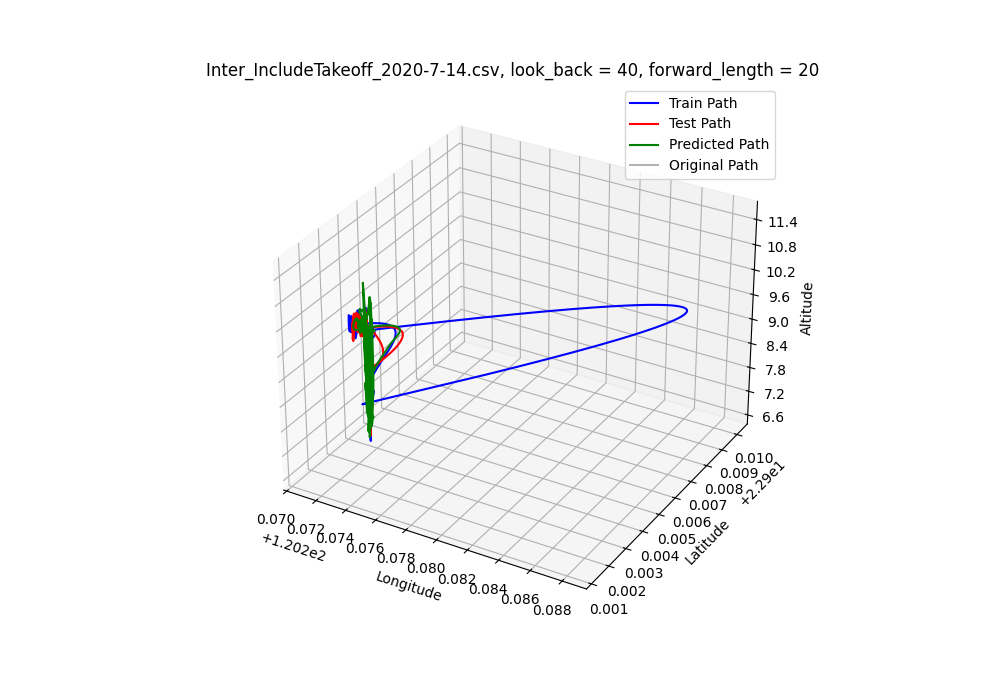 Inter_IncludeTakeoff_2020-7-14.csv, look_back = 40, forward_length = 20
Train Path
Test Path
Predicted Path
Original Path
11.4
10.8
10.2
9.6
9.0
8.4
7.8
7.2
6.6
Altitude
0.010
0.009
0.008
0.007
0.006
0.005
0.004
0.003
0.002
0.001
+2.29e1
Latitude
0.070
0.072
0.074
0.076
0.078
0.080
0.082
0.084
0.086
0.088
+1.202e2
Longitude